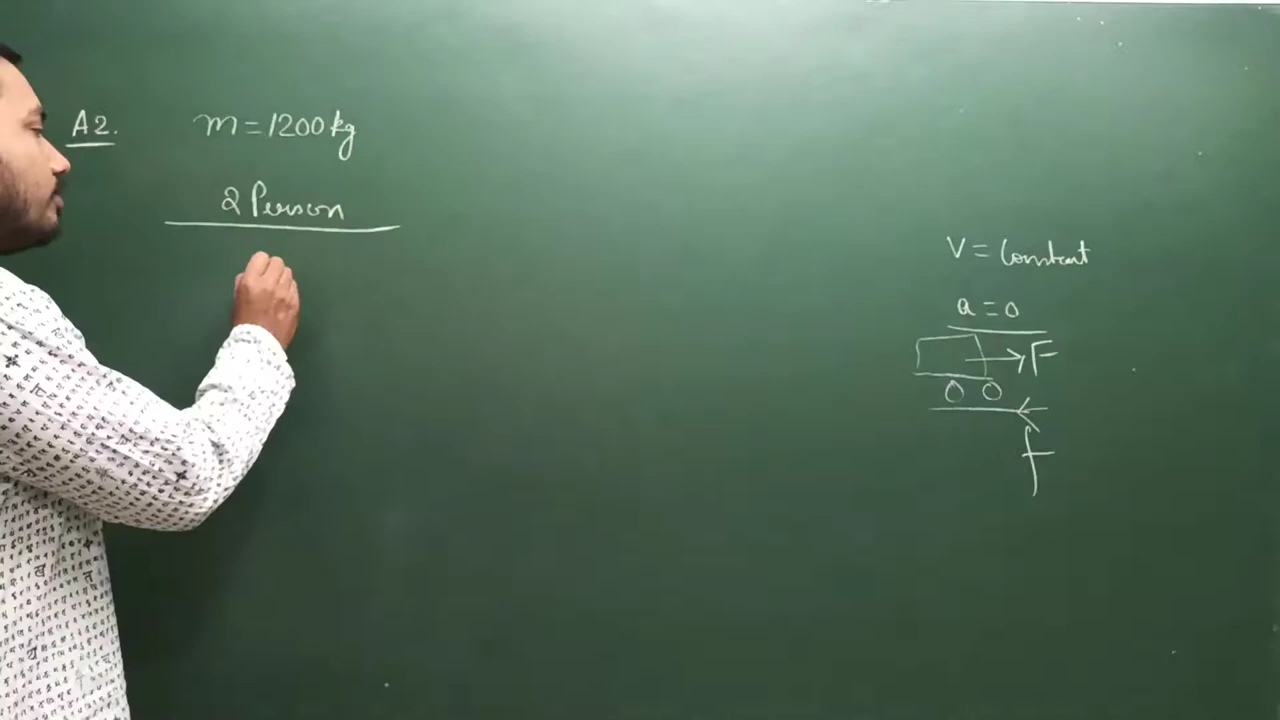 A2. m = 1200 kg
2 Person
V = Constant
a = 0
F
f